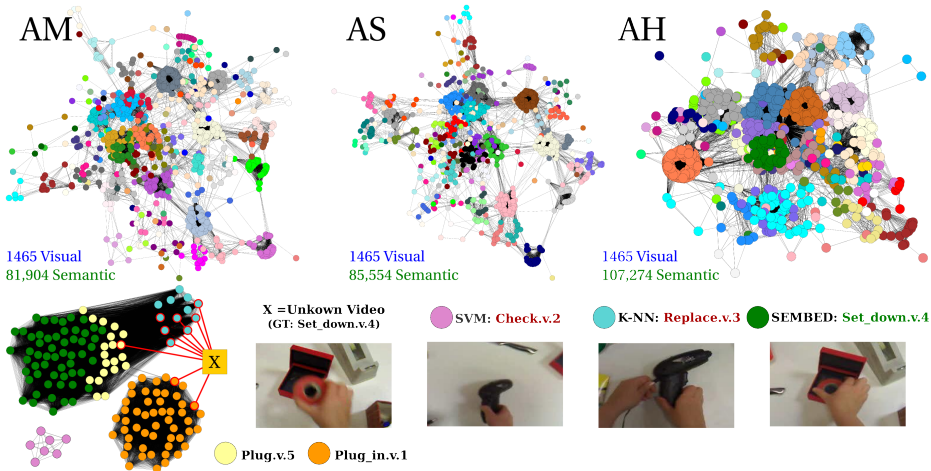 AM
AS
AH
1465 Visual
81,904 Semantic
1465 Visual
85,554 Semantic
1465 Visual
107,274 Semantic
X =Unkown Video
(GT: Set_down.v.4)
SVM: Check.v.2
K-NN: Replace.v.3
SEMBED: Set_down.v.4
X
Plug.v.5
Plug_in.v.1